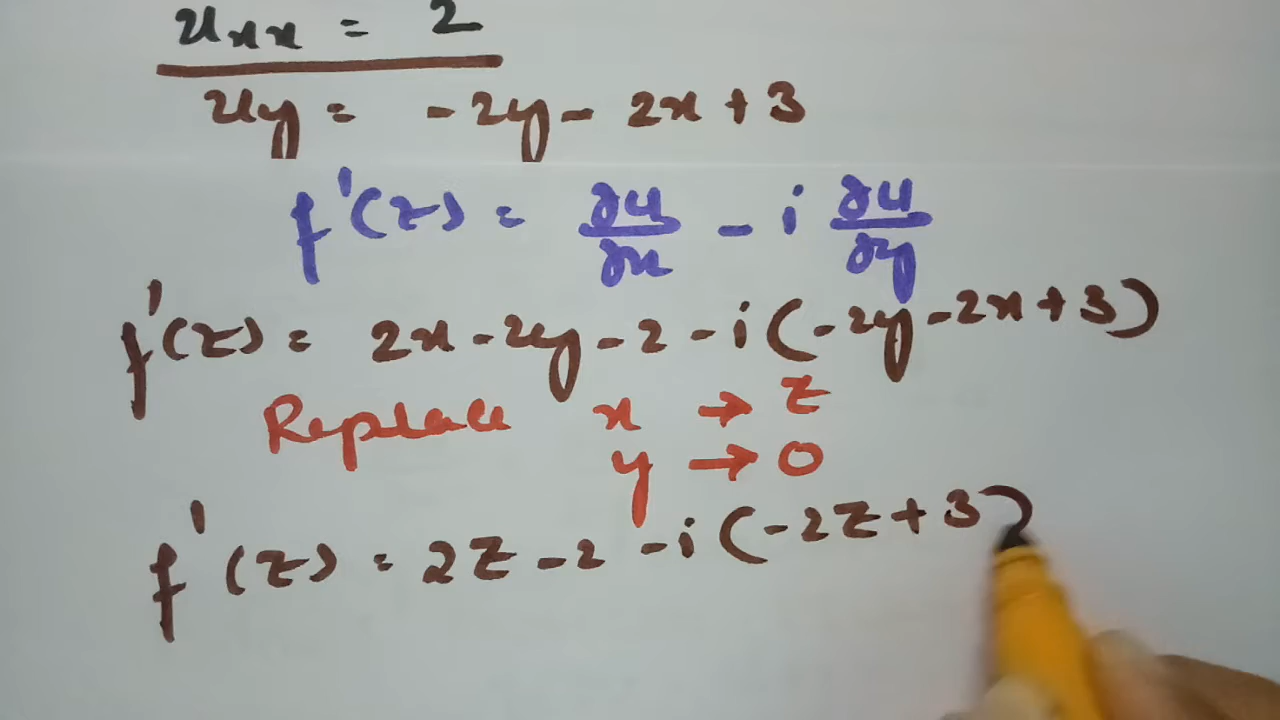 uxx = 2
uy = -2y - 2x + 3
f'(z) = ∂u/∂x - i ∂u/∂y
f'(z) = 2x - 2y - 2 - i(-2y - 2x + 3)
Replace x → z
y → 0
f'(z) = 2z - 2 - i(-2z + 3)